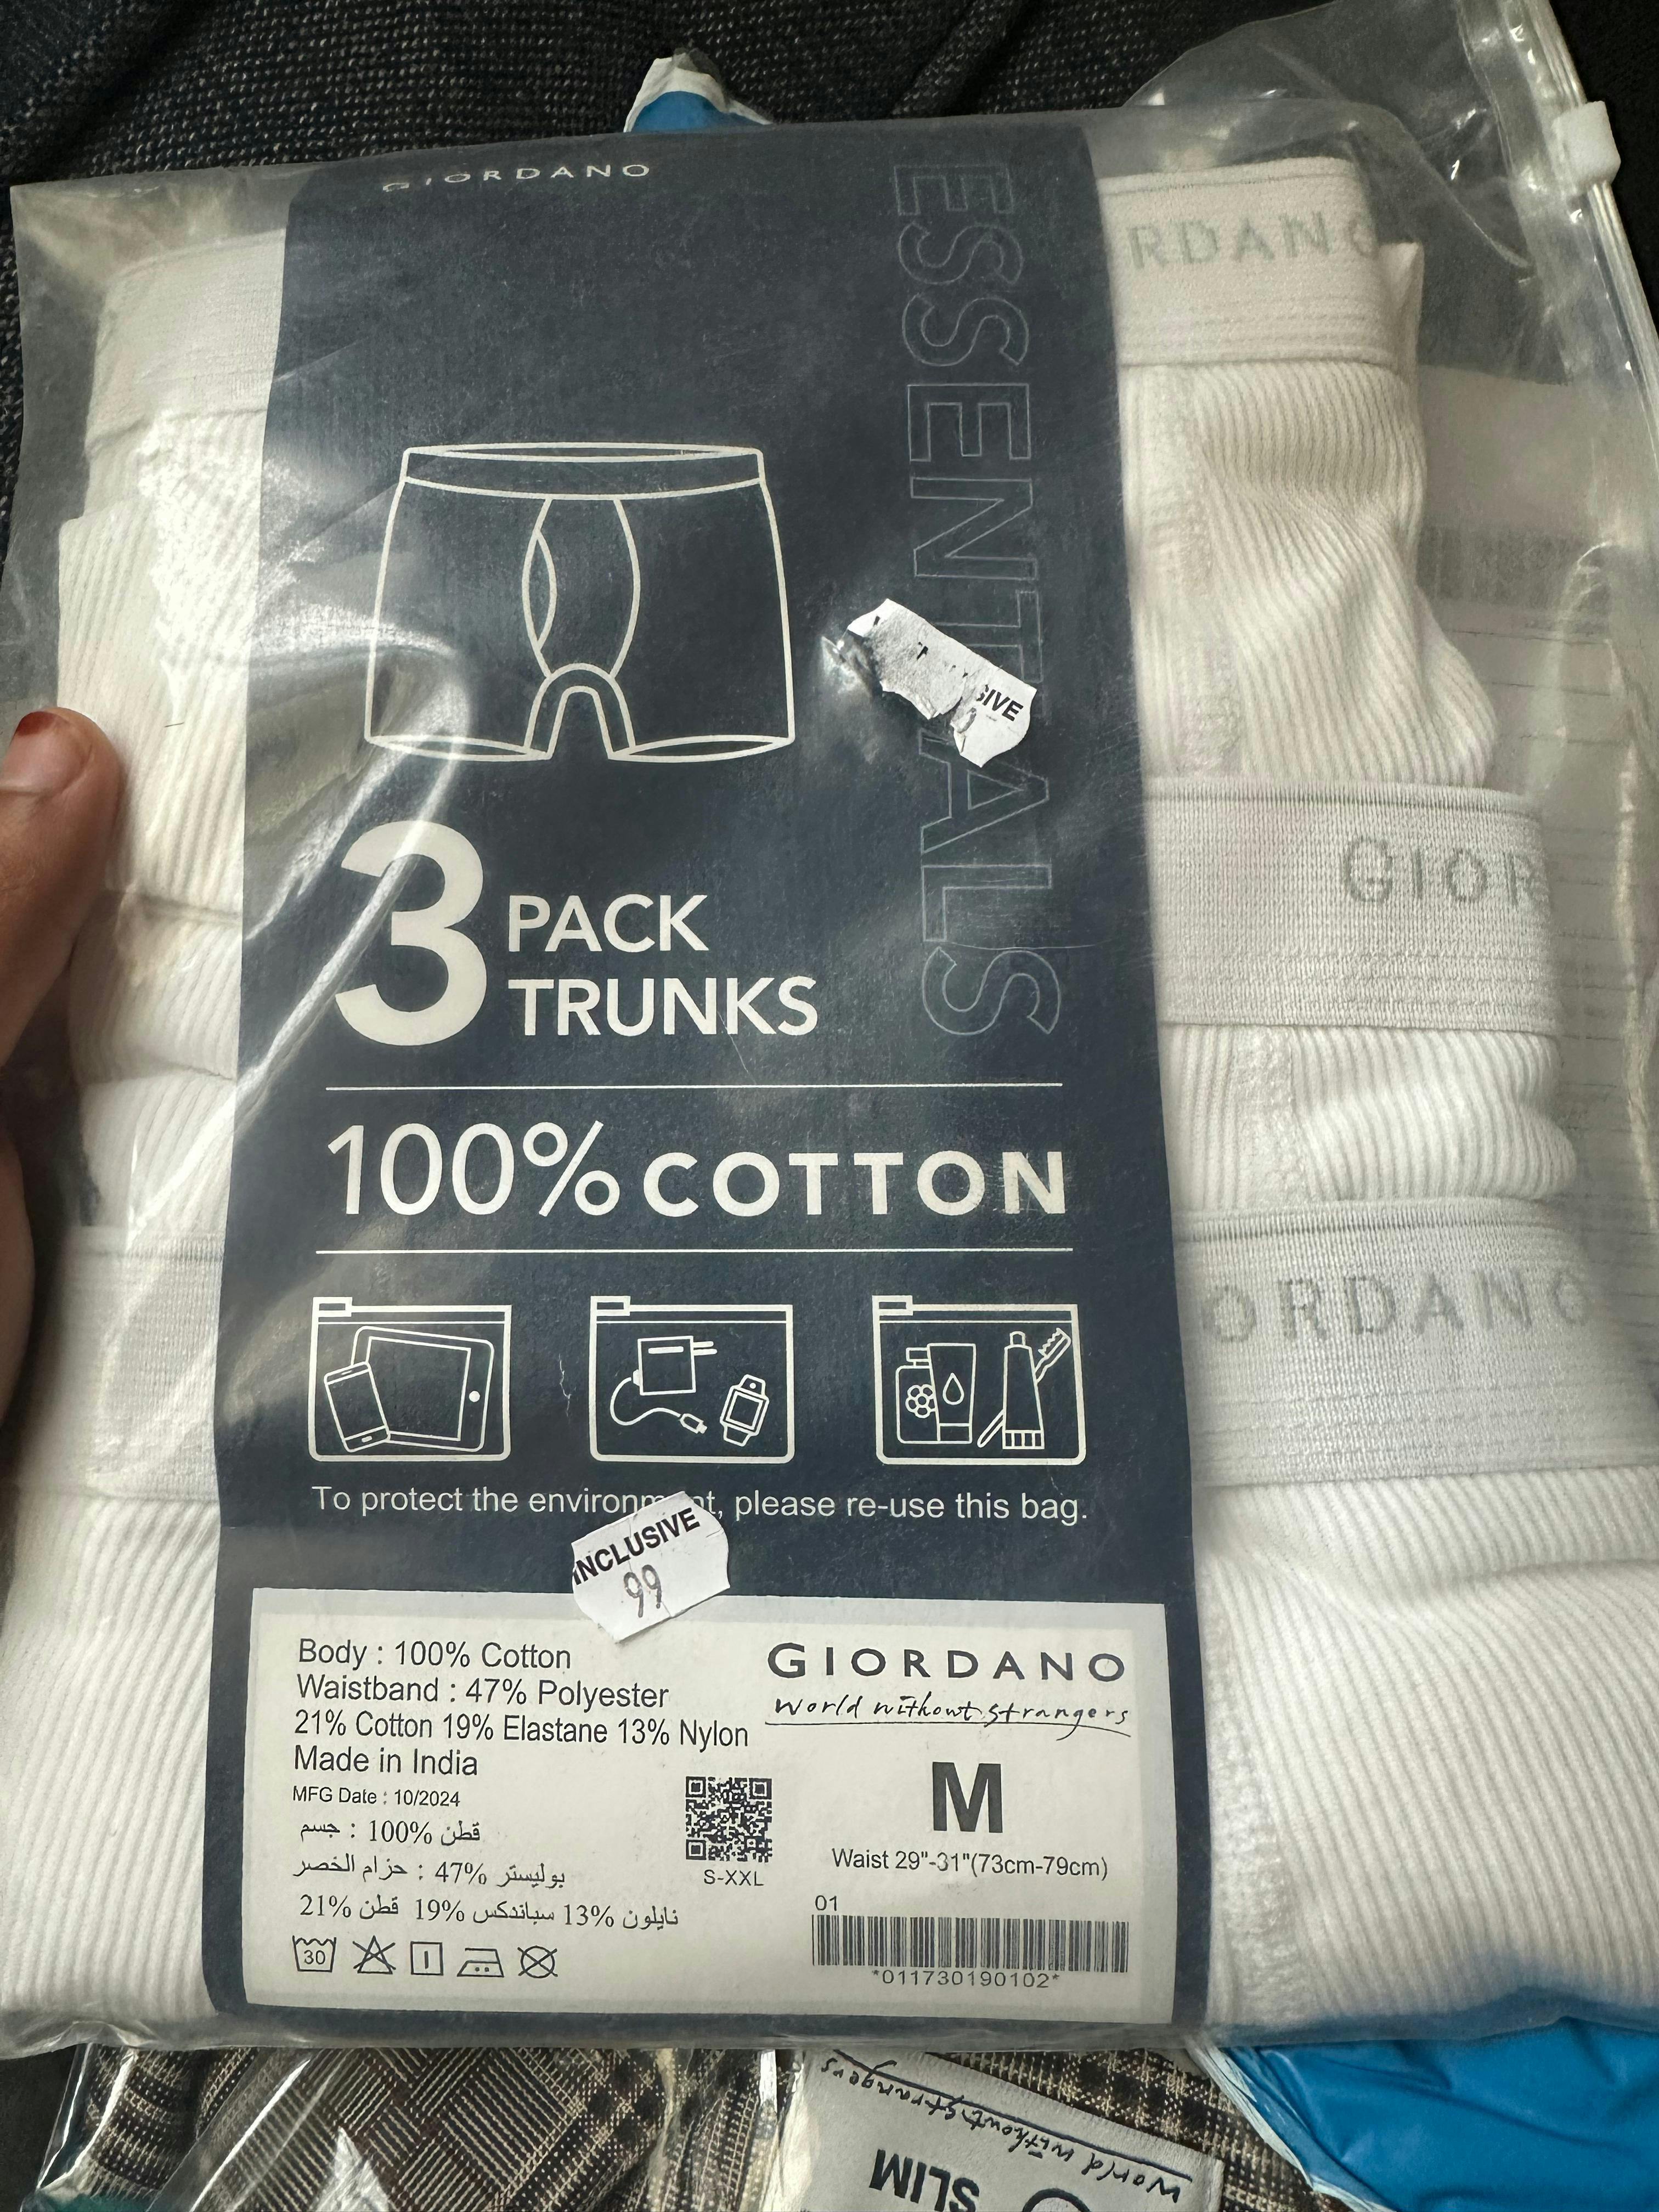 GIORDANO
ESSENTIALS
RDANO
SIVE
GIOR
3 PACK
TRUNKS
100% COTTON
ORDANO
To protect the environment, please re-use this bag.
INCLUSIVE
99
Body : 100% Cotton
Waistband : 47% Polyester
21% Cotton 19% Elastane 13% Nylon
Made in India
MFG Date : 10/2024
جسم : 100% قطن
حزام الخصر : 47% بوليستر
21% قطن 19% سباندكس 13% نايلون
30
S-XXL
GIORDANO
World without strangers
M
Waist 29"-31"(73cm-79cm)
01
*011730190102*
World without strangers
SLIM